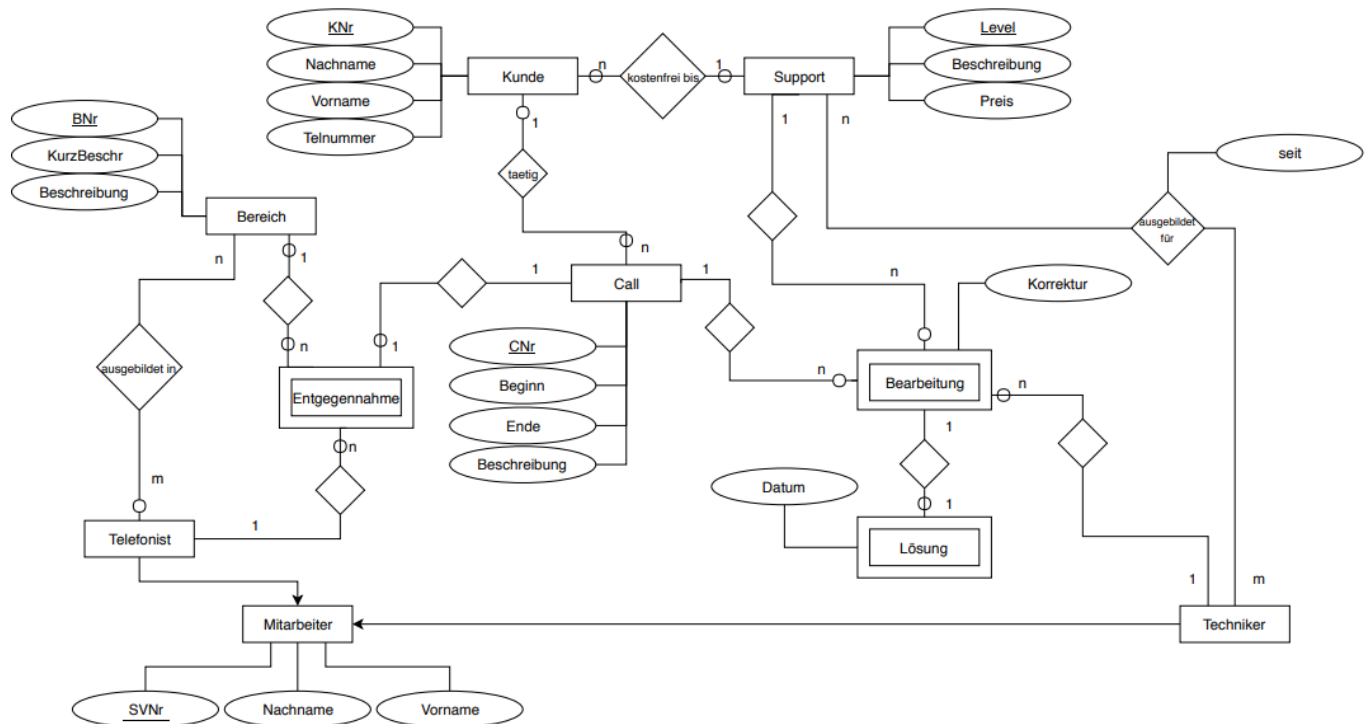 KNr
Nachname
Vorname
Telnummer
Kunde
n
kostenfrei bis
1
Support
Level
Beschreibung
Preis
BNr
KurzBeschr
Beschreibung
Bereich
1
taetig
n
1
n
seit
ausgebildet
für
n
1
n
1
Call
1
n
Korrektur
ausgebildet in
n
1
Entgegennahme
CNr
Beginn
Ende
Beschreibung
n
Bearbeitung
n
n
1
m
1
Telefonist
Datum
1
Lösung
1
m
Mitarbeiter
Techniker
SVNr
Nachname
Vorname